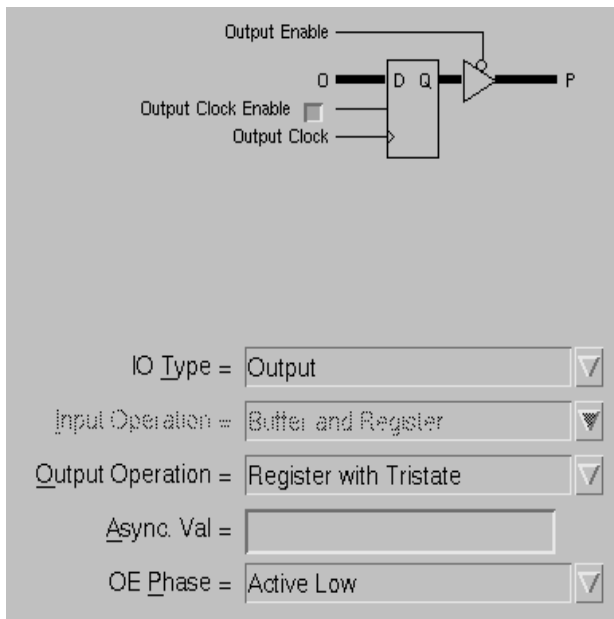 Output Enable
O D Q P
Output Clock Enable
Output Clock
IO Type = Output
Input Operation = Buffer and Register
Output Operation = Register with Tristate
Async. Val =
OE Phase = Active Low